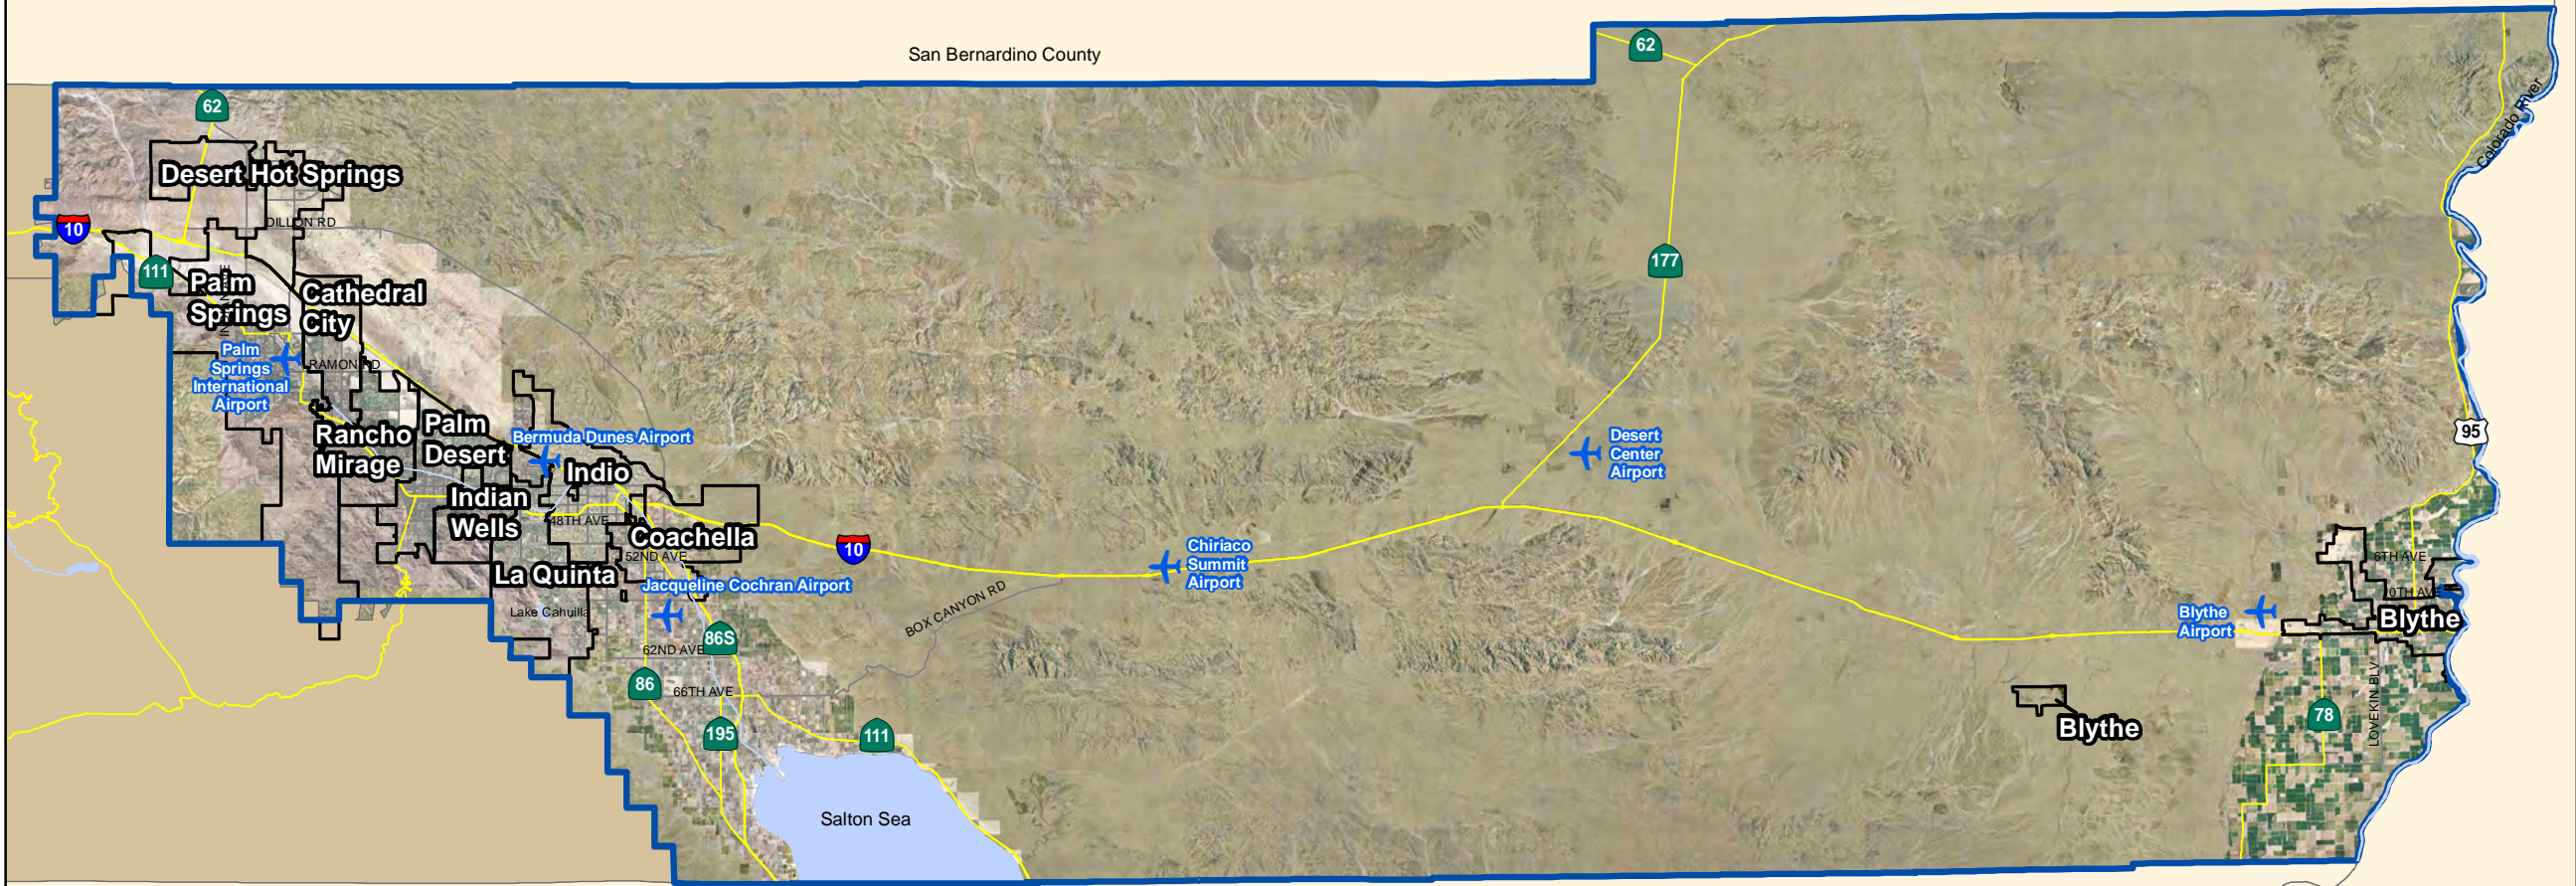 San Bernardino County
62
62
Colorado River
Desert Hot Springs
DILLON RD
10
111
Palm
Springs
Cathedral
City
177
Palm
Springs
International
Airport
RAMON RD
Rancho
Mirage
Palm
Desert
Bermuda Dunes Airport
Indio
Desert
Center
Airport
95
Indian
Wells
48TH AVE
Coachella
52ND AVE
10
Chiriaco
Summit
Airport
6TH AVE
10TH AVE
La Quinta
Jacqueline Cochran Airport
Lake Cahuilla
BOX CANYON RD
Blythe
Airport
Blythe
86S
62ND AVE
86
66TH AVE
195
111
Blythe
78
LOVEKIN BLV
Salton Sea